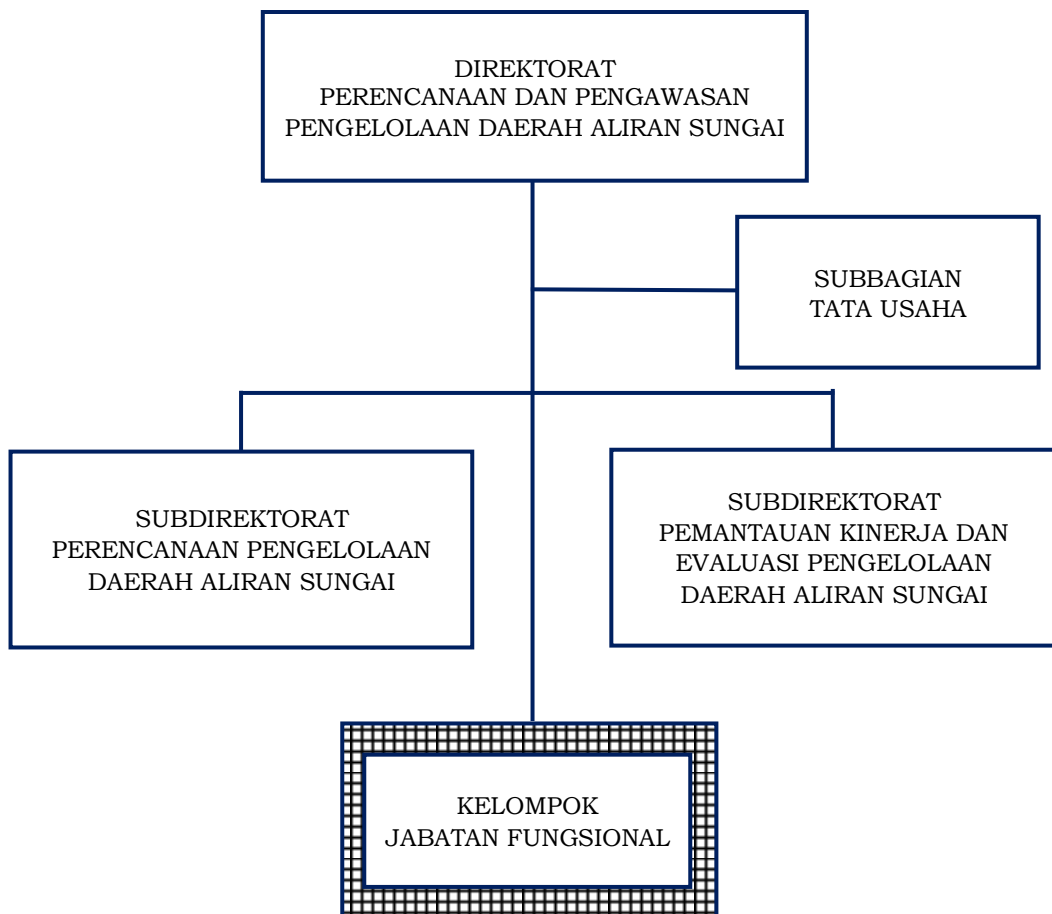 DIREKTORAT
PERENCANAAN DAN PENGAWASAN
PENGELOLAAN DAERAH ALIRAN SUNGAI
SUBBAGIAN
TATA USAHA
SUBDIREKTORAT
PERENCANAAN PENGELOLAAN
DAERAH ALIRAN SUNGAI
SUBDIREKTORAT
PEMANTAUAN KINERJA DAN
EVALUASI PENGELOLAAN
DAERAH ALIRAN SUNGAI
KELOMPOK
JABATAN FUNGSIONAL